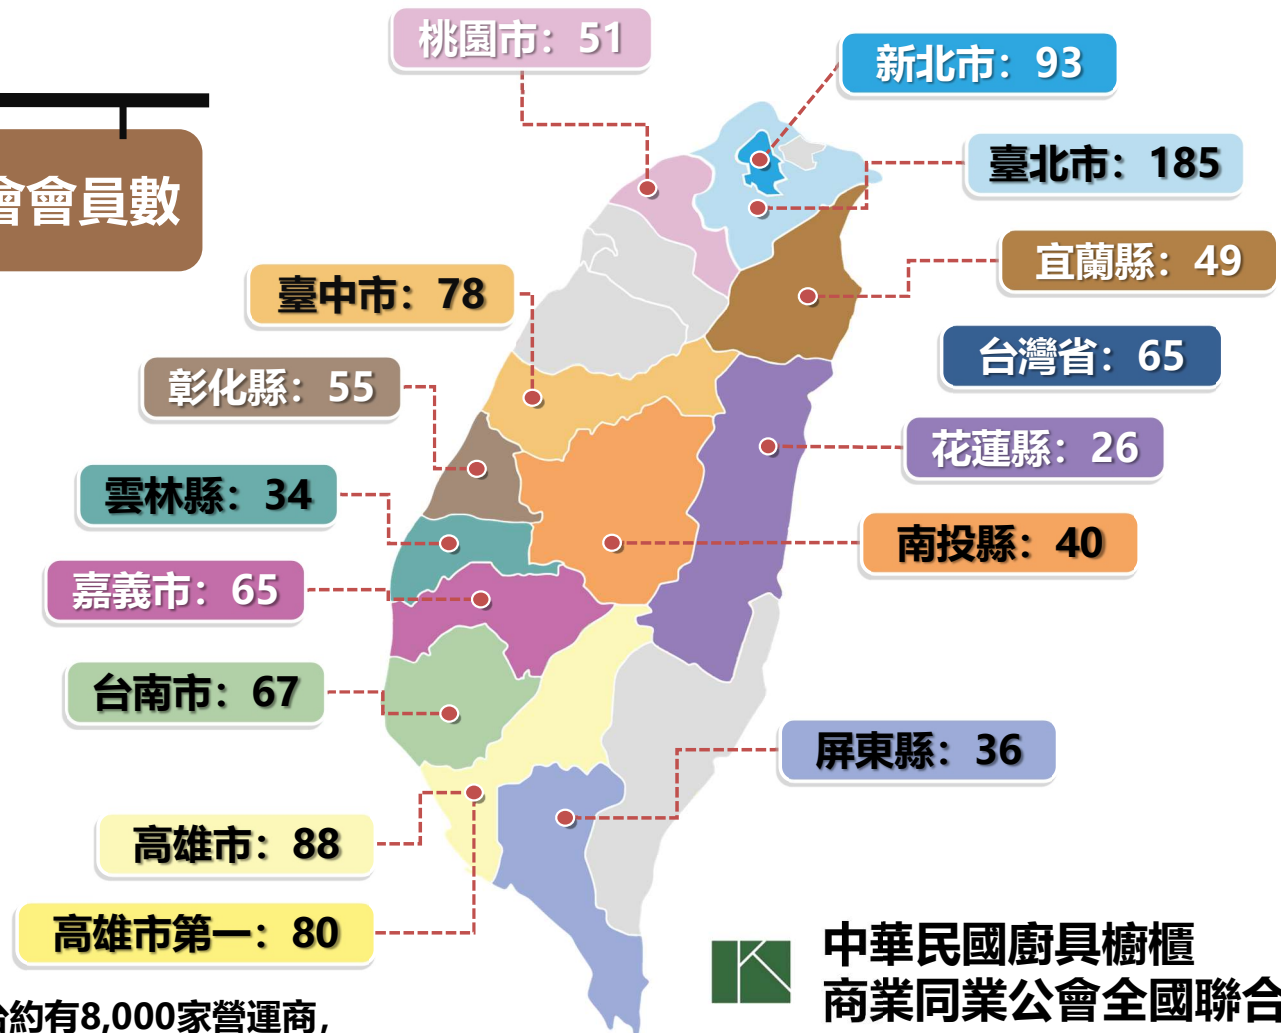 桃園市：51
新北市：93
會會員數
臺北市：185
宜蘭縣：49
臺中市：78
台灣省：65
彰化縣：55
花蓮縣：26
雲林縣：34
南投縣：40
嘉義市：65
台南市：67
屏東縣：36
高雄市：88
高雄市第一：80
中華民國廚具櫥櫃
商業同業公會全國聯合
台約有8,000家營運商,